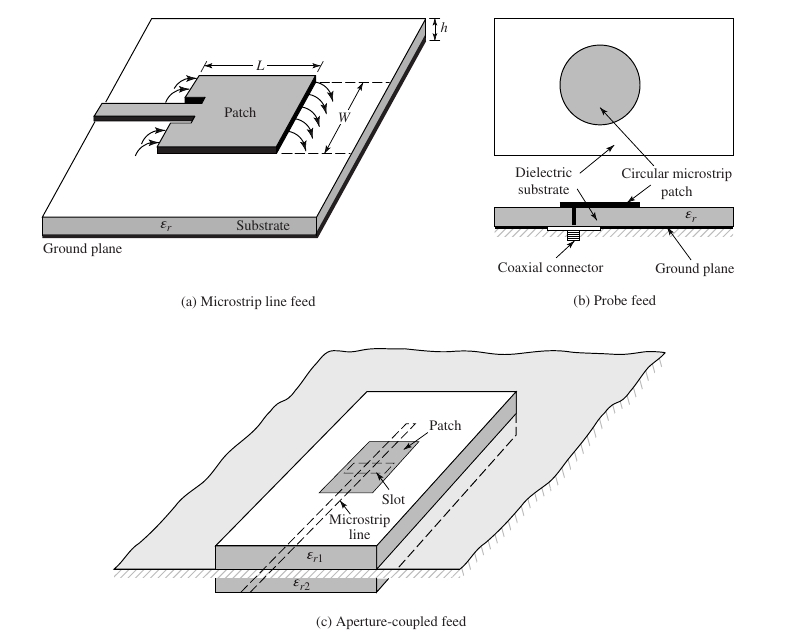 h
L
Patch
W
εr
Substrate
Ground plane
(a) Microstrip line feed
Dielectric
substrate
Circular microstrip
patch
εr
Coaxial connector
Ground plane
(b) Probe feed
Patch
Slot
Microstrip
line
εr1
εr2
(c) Aperture-coupled feed